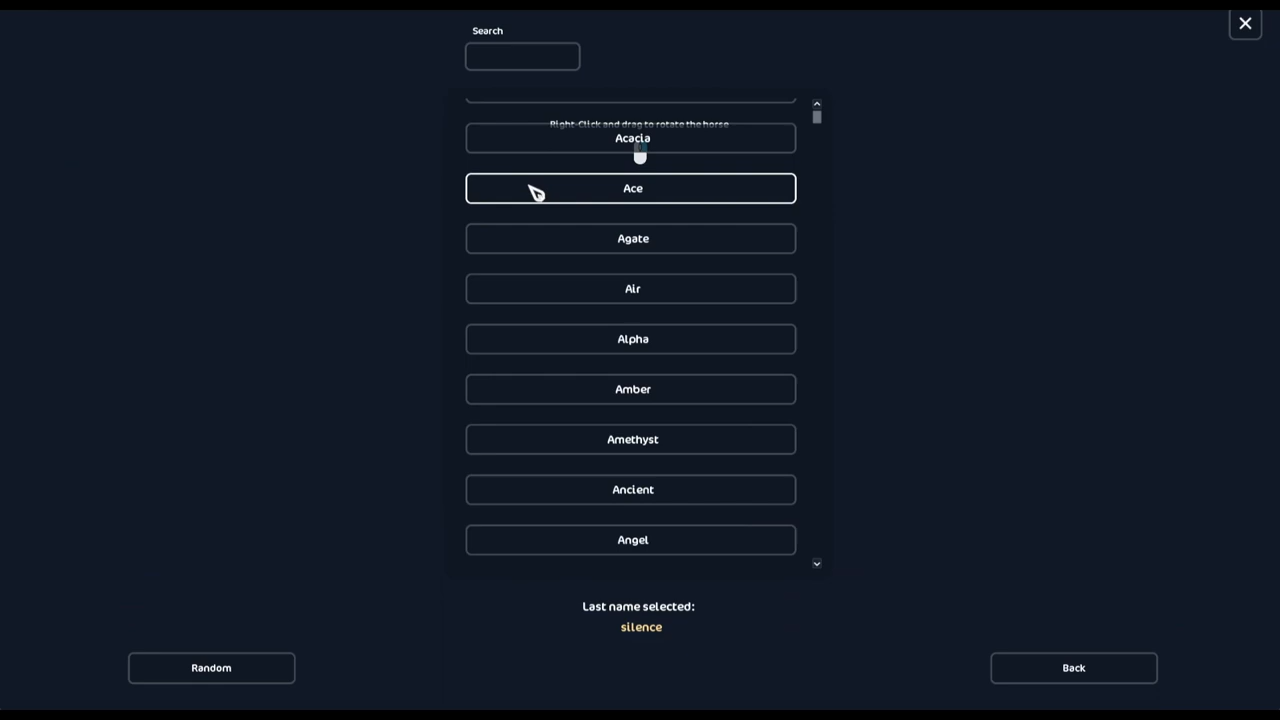 Search
Right-Click and drag to rotate the horse
Acacia
Ace
Agate
Air
Alpha
Amber
Amethyst
Ancient
Angel
Last name selected:
silence
Random
Back